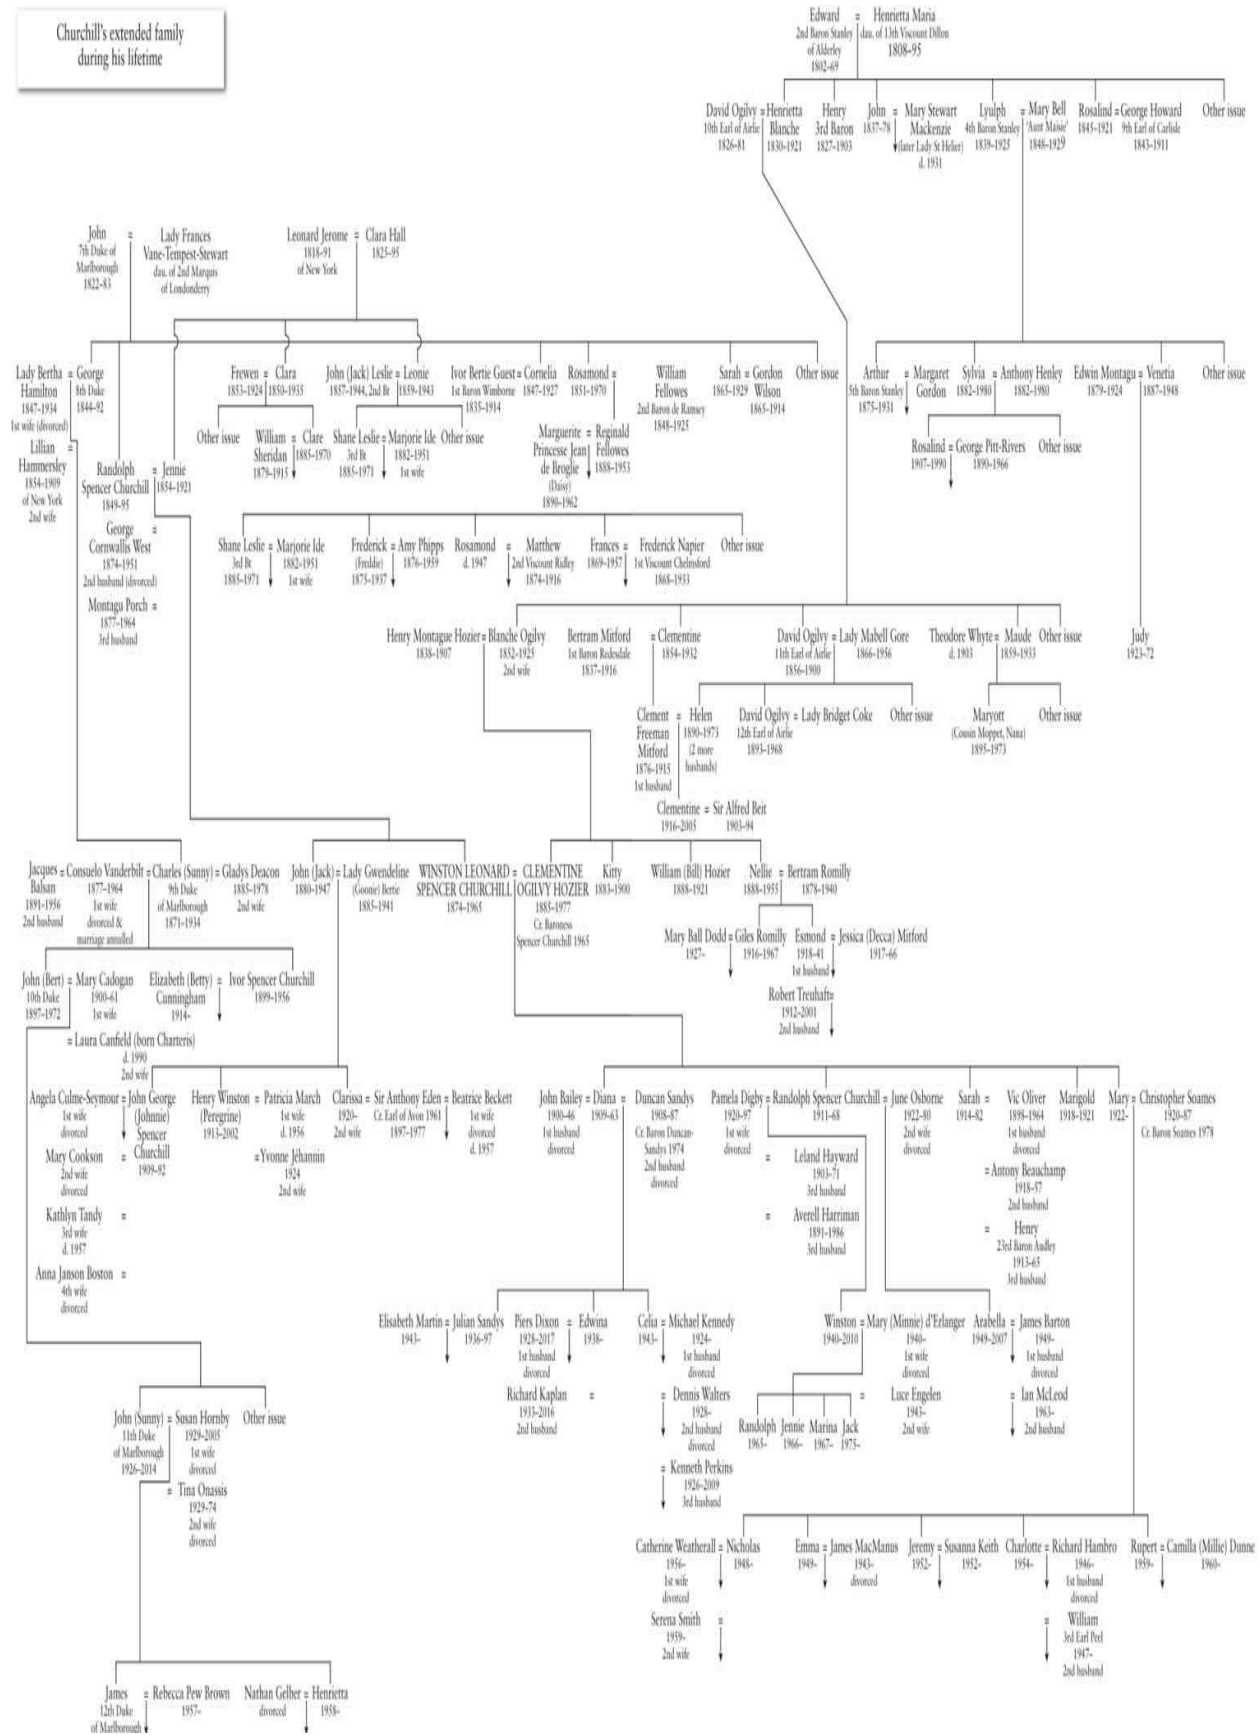 Churchill's extended family
during his lifetime
Edward = Henrietta Maria
2nd Baron Stanley dau. of 13th Viscount Dillon
of Alderley 1808–95
1802–69
David Ogilvy = Henrietta Henry John = Mary Stewart Lyulph = Mary Bell Rosalind = George Howard Other issue
10th Earl of Airlie Blanche 3rd Baron 1837–78 Mackenzie 4th Baron Stanley 'Aunt Maisie' 1845–1921 9th Earl of Carlisle
1826–81 1830–1921 1827–1903 (later Lady St Helier) 1839–1925 1848–1929 1843–1911
d. 1931
John = Lady Frances Leonard Jerome = Clara Hall
7th Duke of Vane-Tempest-Stewart 1818–91 1825–95
Marlborough dau. of 2nd Marquis of New York
1822–83 of Londonderry
Lady Bertha = George Frewen = Clara John (Jack) Leslie = Leonie Ivor Bertie Guest = Cornelia Rosamond = William Sarah = Gordon Other issue Arthur = Margaret Sylvia = Anthony Henley Edwin Montagu = Venetia Other issue
Hamilton 8th Duke 1853–1924 1850–1935 1857–1944, 2nd Bt 1859–1943 1st Baron Wimborne 1847–1927 1851–1970 Fellowes 1865–1929 Wilson 5th Baron Stanley Gordon 1882–1980 1882–1980 1879–1924 1887–1948
1847–1934 1844–92 1835–1914 2nd Baron de Ramsey 1865–1914 1875–1931
1st wife (divorced) 1848–1925
Lillian =
Hammersley
1854–1909
of New York
2nd wife
Other issue William = Clare Shane Leslie = Marjorie Ide Other issue Marguerite = Reginald Rosalind = George Pitt-Rivers Other issue
Sheridan 1885–1970 3rd Bt 1882–1951 Princesse Jean Fellowes 1907–1990 1890–1966
1879–1915 1885–1971 1st wife de Broglie 1888–1953
(Daisy)
1890–1962
Randolph = Jennie
Spencer Churchill 1854–1921
1849–95
George =
Cornwallis West
1874–1951
2nd husband (divorced)
Montagu Porch =
1877–1964
3rd husband
Shane Leslie = Marjorie Ide Frederick = Amy Phipps Rosamond = Matthew Frances = Frederick Napier Other issue
3rd Bt 1882–1951 (Freddie) 1876–1959 d. 1947 2nd Viscount Ridley 1869–1957 1st Viscount Chelmsford
1885–1971 1st wife 1875–1937 1874–1916 1868–1933
Henry Montague Hozier = Blanche Ogilvy Bertram Mitford = Clementine David Ogilvy = Lady Mabell Gore Theodore Whyte = Maude Other issue Judy
1838–1907 1852–1925 1st Baron Redesdale 1854–1932 11th Earl of Airlie 1866–1956 d. 1903 1859–1933 1923–72
2nd wife 1837–1916 1856–1900
Clement = Helen David Ogilvy = Lady Bridget Coke Other issue Maryott Other issue
Freeman 1890–1973 12th Earl of Airlie (Cousin Moppet, Nana)
Mitford (2 more 1893–1968 1895–1973
1876–1915 husbands)
1st husband
Clementine = Sir Alfred Beit
1916–2005 1903–94
Jacques = Consuelo Vanderbilt = Charles (Sunny) = Gladys Deacon John (Jack) = Lady Gwendeline WINSTON LEONARD = CLEMENTINE Kitty William (Bill) Hozier Nellie = Bertram Romilly
Balsan 1877–1964 9th Duke 1885–1978 1880–1947 (Goonie) Bertie SPENCER CHURCHILL OGILVY HOZIER 1883–1900 1888–1921 1888–1955 1878–1940
1891–1956 1st wife of Marlborough 2nd wife 1885–1941 1874–1965 1885–1977
2nd husband divorced & 1871–1934 Cr. Baroness
marriage annulled Spencer Churchill 1965
Mary Ball Dodd = Giles Romilly Esmond = Jessica (Decca) Mitford
1927– 1916–1967 1918–41 1917–66
1st husband
Robert Treuhaft =
1912–2001
2nd husband
John (Bert) = Mary Cadogan Elizabeth (Betty) = Ivor Spencer Churchill
10th Duke 1900–61 Cunningham 1899–1956
1897–1972 1st wife 1914–
= Laura Canfield (born Charteris)
d. 1990
2nd wife
Angela Culme-Seymour = John George Henry Winston = Patricia March Clarissa = Sir Anthony Eden = Beatrice Beckett John Bailey = Diana = Duncan Sandys Pamela Digby = Randolph Spencer Churchill = June Osborne Sarah = Vic Oliver Marigold Mary = Christopher Soames
1st wife (Johnnie) (Peregrine) 1st wife 1920– Cr. Earl of Avon 1961 1st wife 1900–46 1909–63 1908–87 1920–97 1911–68 1922–80 1914–82 1898–1964 1918–1921 1922– 1920–87
divorced Spencer 1913–2002 d. 1956 2nd wife 1897–1977 divorced 1st husband Cr. Baron Duncan- 1st wife 2nd wife 1st husband Cr. Baron Soames 1978
Churchill d. 1957 divorced Sandys 1974 divorced divorced divorced
1909–92 2nd husband
divorced
Mary Cookson = = Yvonne Jéhannin = Leland Hayward = Antony Beauchamp
2nd wife 1924 1903–71 1918–57
divorced 2nd wife 3rd husband 2nd husband
Kathlyn Tandy = = Averell Harriman = Henry
3rd wife 1891–1986 23rd Baron Audley
d. 1957 3rd husband 1913–65
3rd husband
Anna Janson Boston =
4th wife
divorced
Elisabeth Martin = Julian Sandys Piers Dixon = Edwina Celia = Michael Kennedy Winston = Mary (Minnie) d'Erlanger Arabella = James Barton
1943– 1936–97 1928–2017 1938– 1943– 1924– 1940–2010 1940– 1949–2007 1949–
1st husband 1st husband 1st wife 1st husband
divorced divorced divorced divorced
Richard Kaplan = = Dennis Walters = Luce Engelen = Ian McLeod
1933–2016 1928– 1943– 1963–
2nd husband 2nd husband 2nd wife 2nd husband
divorced
Randolph Jennie Marina Jack
1965– 1966– 1967– 1975–
= Kenneth Perkins
1926–2009
3rd husband
John (Sunny) = Susan Hornby Other issue
11th Duke 1929–2005
of Marlborough 1st wife
1926–2014 divorced
= Tina Onassis
1929–74
2nd wife
divorced
Catherine Weatherall = Nicholas Emma = James MacManus Jeremy = Susanna Keith Charlotte = Richard Hambro Rupert = Camilla (Millie) Dunne
1956– 1948– 1949– 1943– 1952– 1952– 1954– 1946– 1959– 1960–
1st wife divorced 1st husband
divorced divorced
Serena Smith = = William
1959– 3rd Earl Peel
2nd wife 1947–
2nd husband
James = Rebecca Pew Brown Nathan Gelber = Henrietta
12th Duke 1957– divorced 1958–
of Marlborough